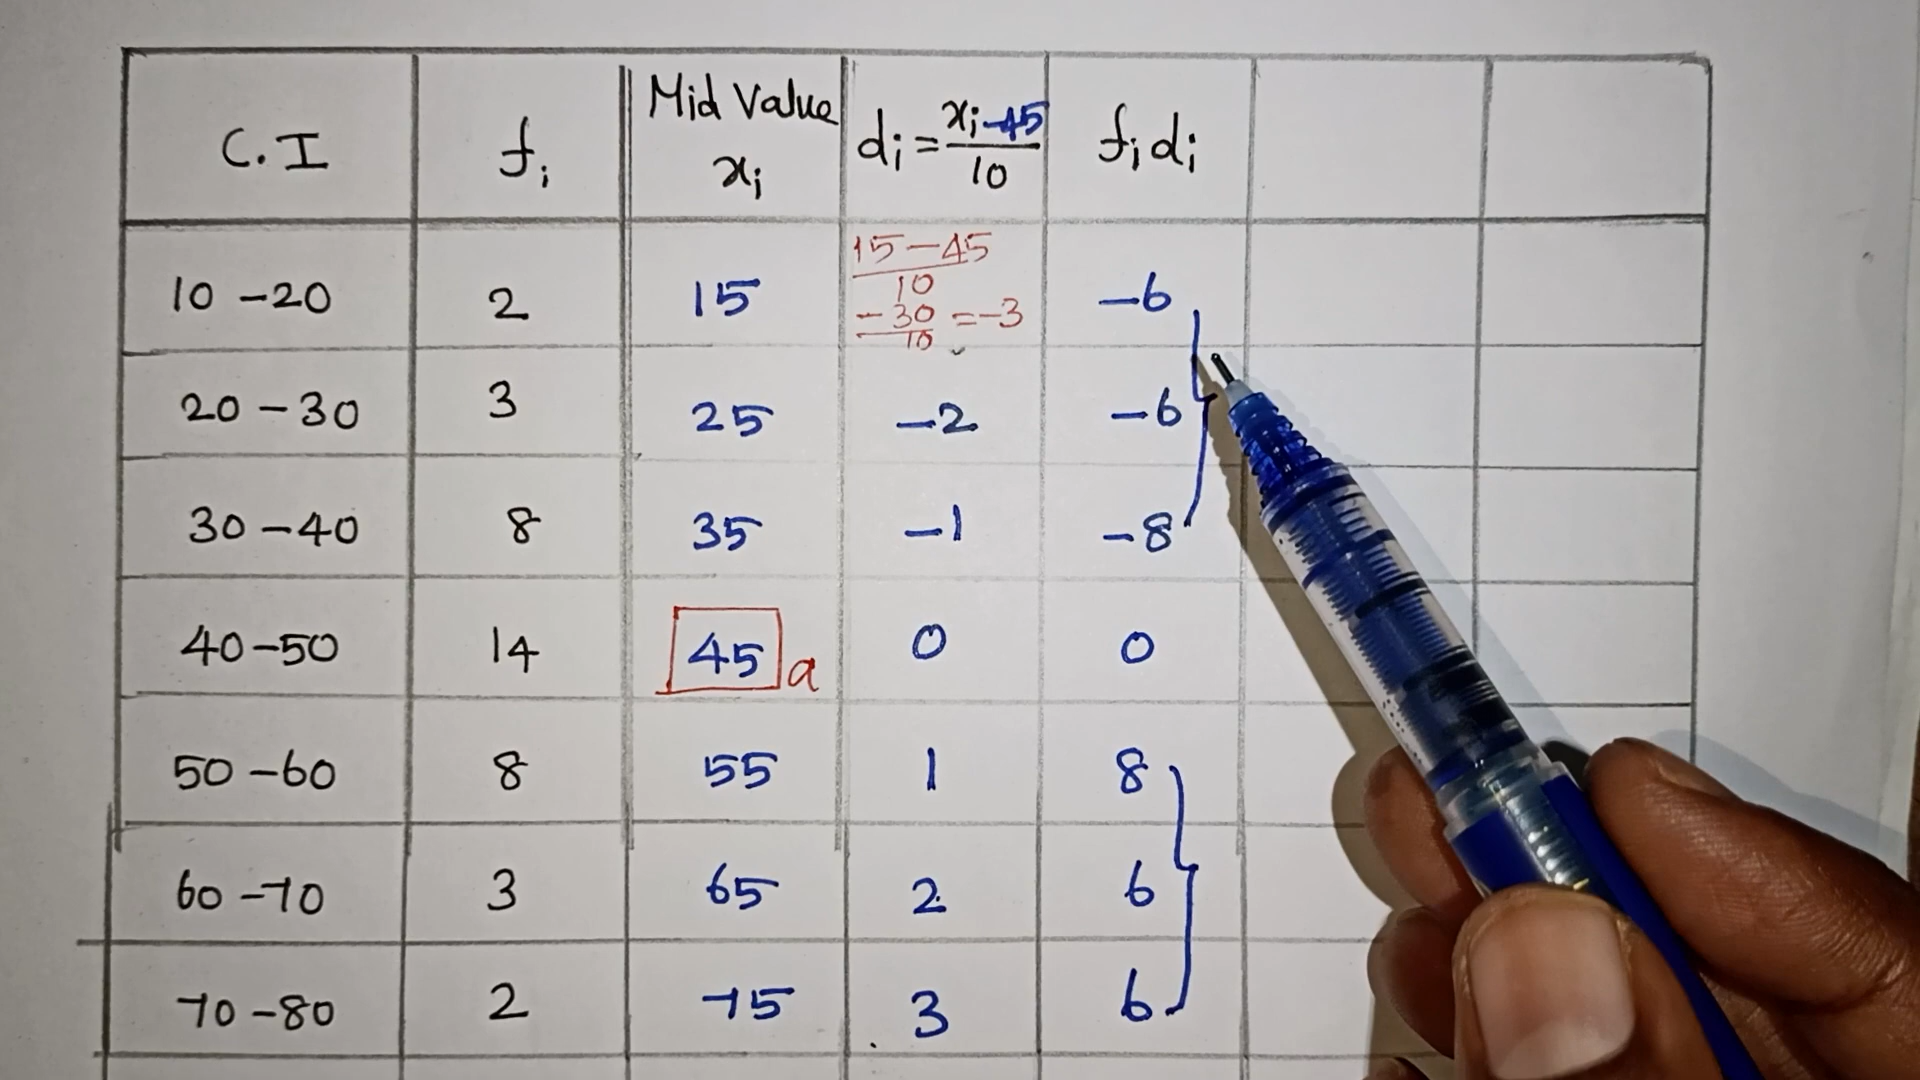 C.I fᵢ Mid Value xᵢ dᵢ = xᵢ-45/10 fᵢdᵢ
10-20 2 15 15-45/10 -30/10 = -3 -6
20-30 3 25 -2 -6
30-40 8 35 -1 -8
40-50 14 45 a 0 0
50-60 8 55 1 8
60-70 3 65 2 6
70-80 2 75 3 6